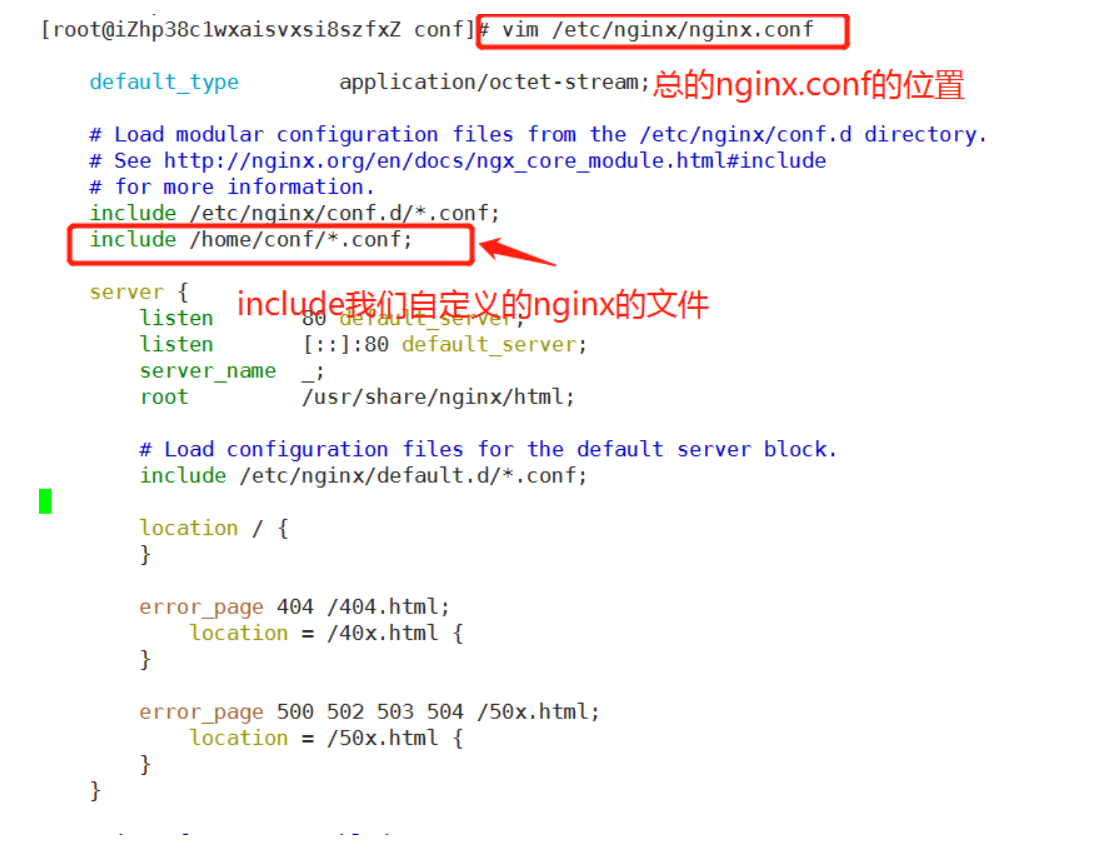 [root@iZhp38c1wxaisvxsi8szfxZ conf]# vim /etc/nginx/nginx.conf
default_type application/octet-stream;总的nginx.conf的位置
# Load modular configuration files from the /etc/nginx/conf.d directory.
# See http://nginx.org/en/docs/ngx_core_module.html#include
# for more information.
include /etc/nginx/conf.d/*.conf;
include /home/conf/*.conf;
server {
include我们自定义的nginx的文件
listen 80 default_server;
listen [::]:80 default_server;
server_name _;
root /usr/share/nginx/html;
# Load configuration files for the default server block.
include /etc/nginx/default.d/*.conf;
location / {
}
error_page 404 /404.html;
location = /40x.html {
}
error_page 500 502 503 504 /50x.html;
location = /50x.html {
}
}